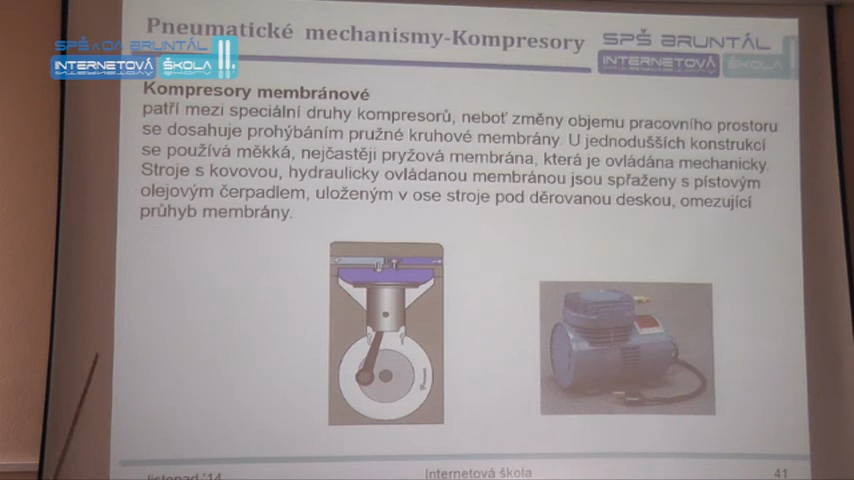 Pneumatické mechanismy-Kompresory
SPŠ A OA BRUNTÁL
INTERNETOVÁ ŠKOLA
SPŠ BRUNTÁL
INTERNETOVÁ ŠKOLA
Kompresory membránové
patří mezi speciální druhy kompresorů, neboť změny objemu pracovního prostoru
se dosahuje prohýbáním pružné kruhové membrány. U jednodušších konstrukcí
se používá měkká, nejčastěji pryžová membrána, která je ovládána mechanicky.
Stroje s kovovou, hydraulicky ovládanou membránou jsou spřaženy s pístovým
olejovým čerpadlem, uloženým v ose stroje pod děrovanou deskou, omezující
průhyb membrány.
listopad '14
Internetová škola
41